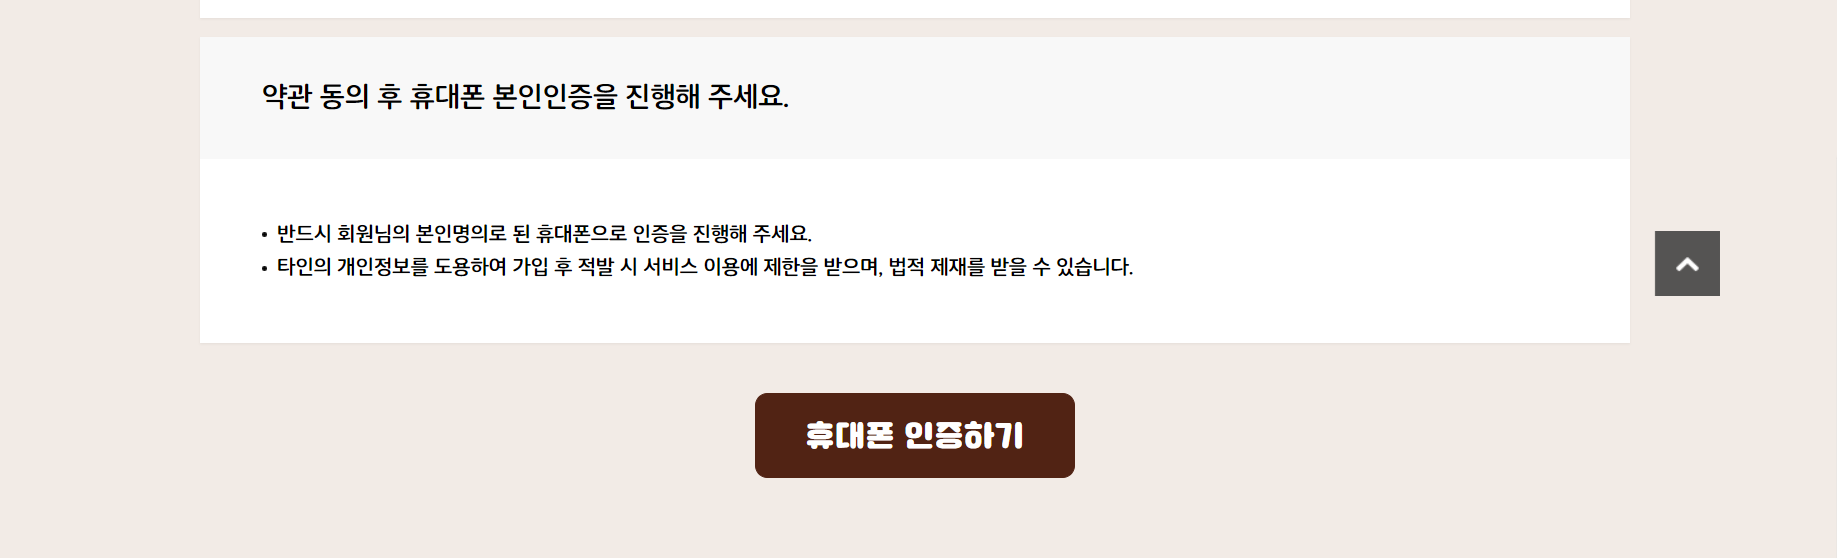 약관 동의 후 휴대폰 본인인증을 진행해 주세요.
• 반드시 회원님의 본인명의로 된 휴대폰으로 인증을 진행해 주세요.
• 타인의 개인정보를 도용하여 가입 후 적발 시 서비스 이용에 제한을 받으며, 법적 제재를 받을 수 있습니다.
휴대폰 인증하기